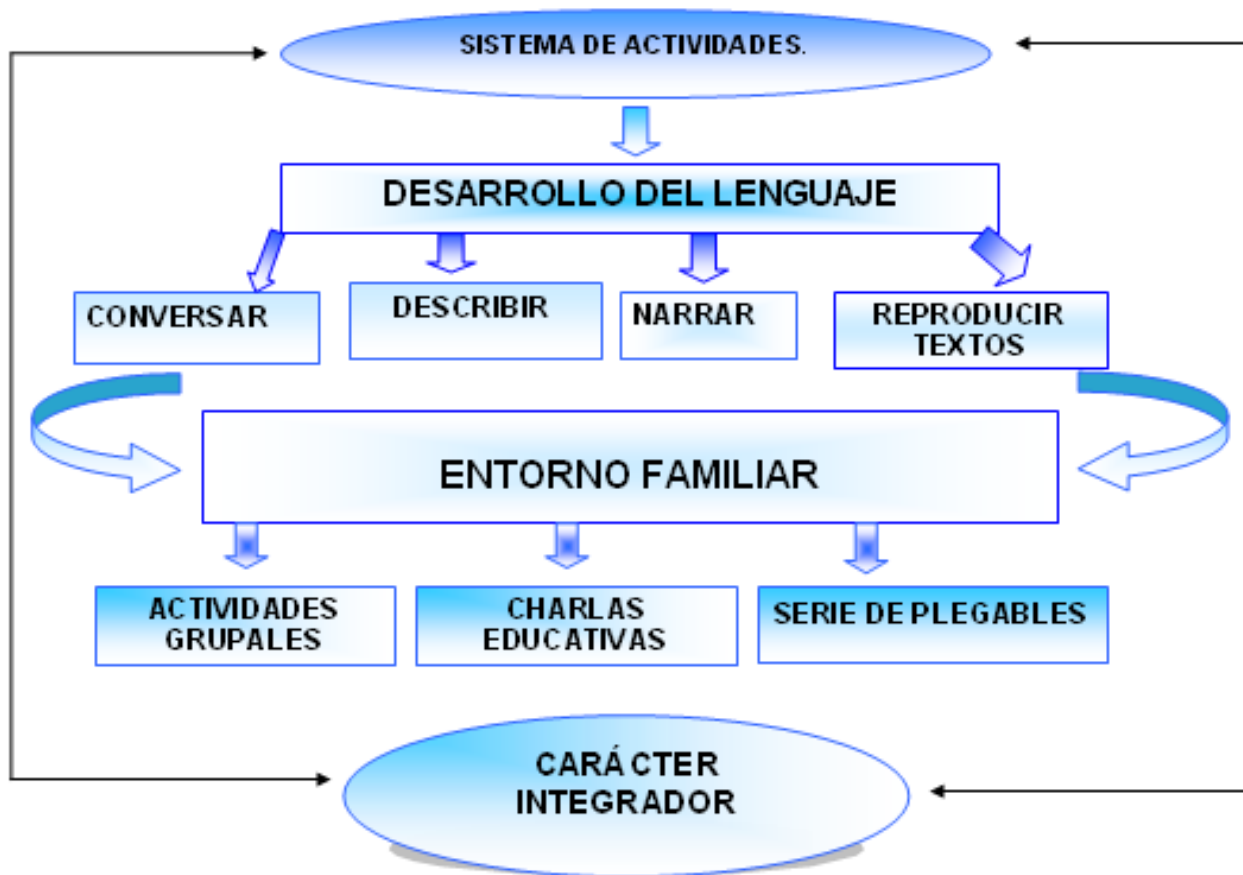 SISTEMA DE ACTIVIDADES.
DESARROLLO DEL LENGUAJE
CONVERSAR
DESCRIBIR
NARRAR
REPRODUCIR
TEXTOS
ENTORNO FAMILIAR
ACTIVIDADES
GRUPALES
CHARLAS
EDUCATIVAS
SERIE DE PLEGABLES
CARÁCTER
INTEGRADOR